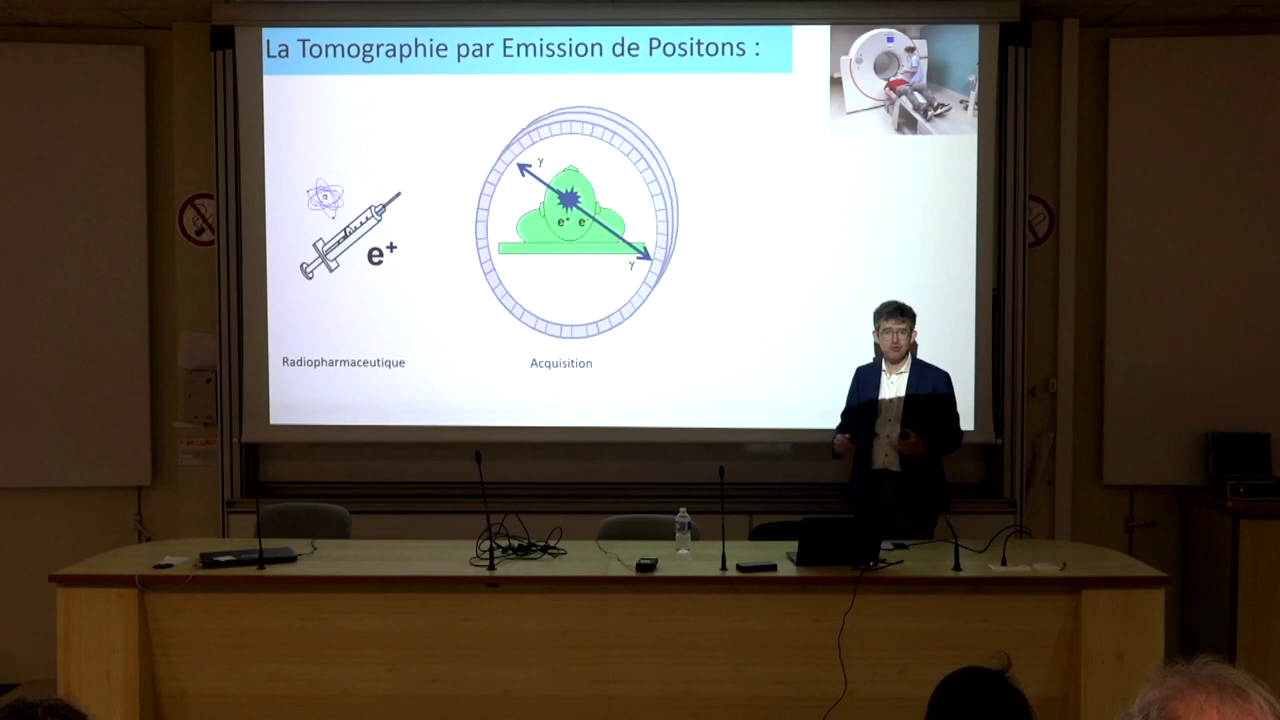 La Tomographie par Emission de Positons :
γ
e⁺ e⁻
e⁺
γ
Radiopharmaceutique
Acquisition